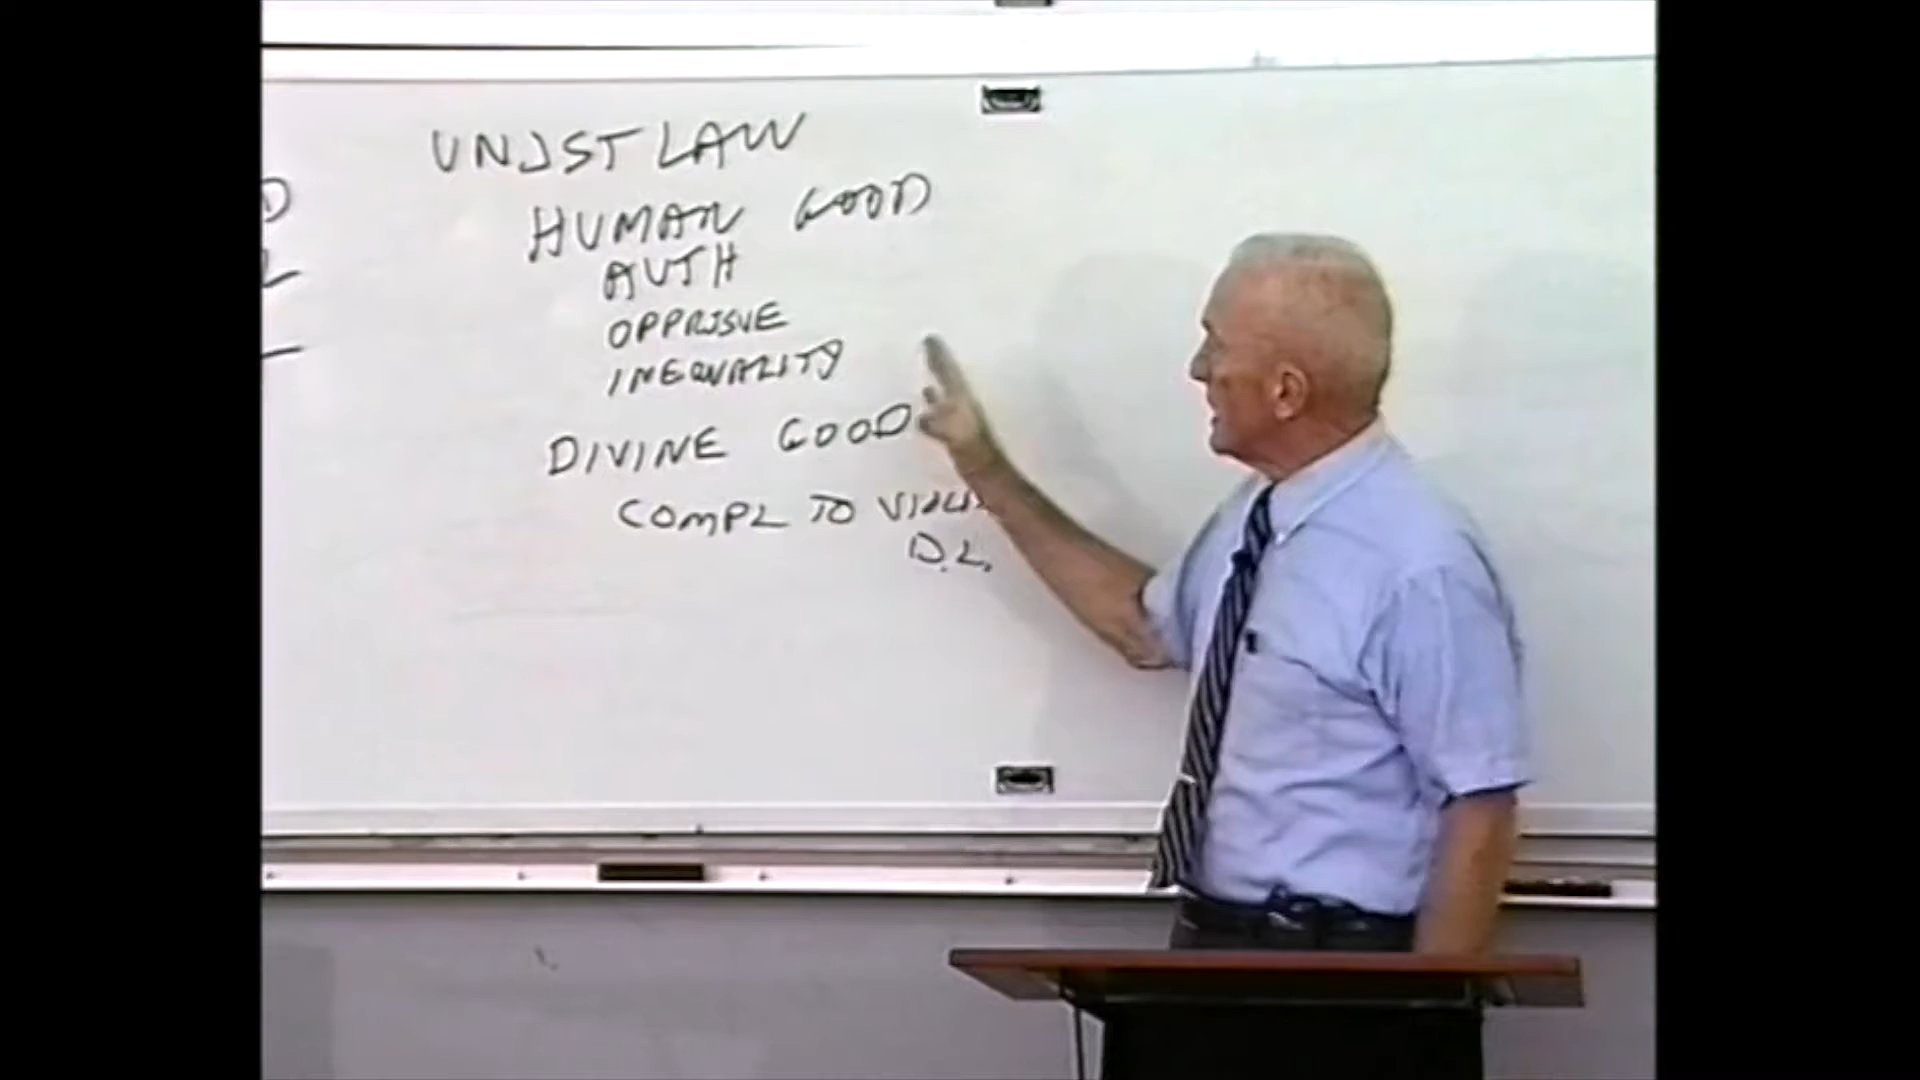 UNJST LAW
HUMAN GOOD
AUTH
OPPRISVE
INEQUALITY
DIVINE GOOD
COMPL TO
D.L.